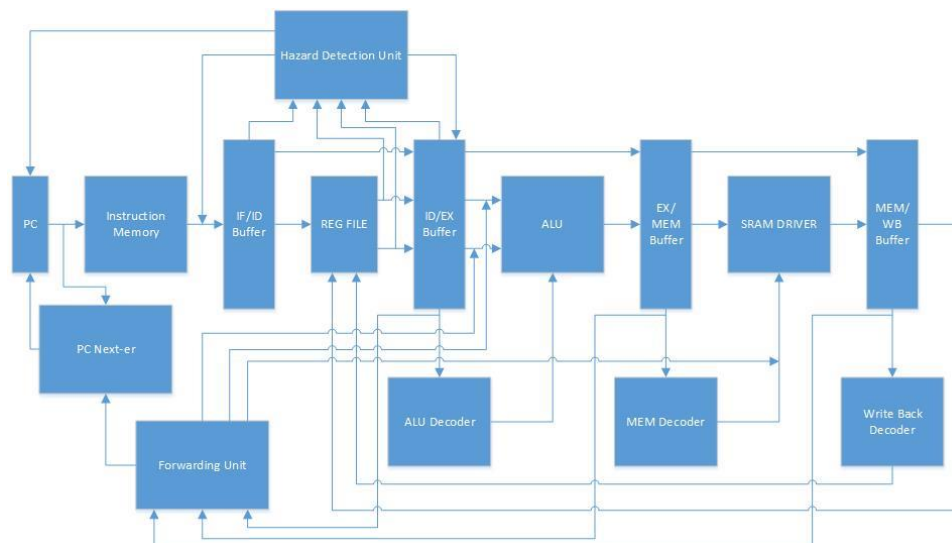 Hazard Detection Unit
PC
Instruction
Memory
IF/ID
Buffer
REG FILE
ID/EX
Buffer
ALU
EX/
MEM
Buffer
SRAM DRIVER
MEM/
WB
Buffer
PC Next-er
ALU Decoder
MEM Decoder
Write Back
Decoder
Forwarding Unit